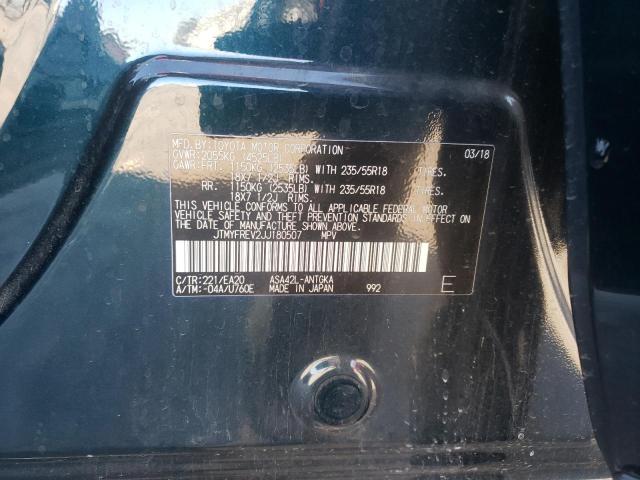 MFD.BY:TOYOTA MOTOR CORPORATION 03/18
GVWR:2055KG (4525LB)
GAWR:FRT. 1150KG (2535LB) WITH 235/55R18 TIRES,
18X7 1/2J RIMS.
RR. 1150KG (2535LB) WITH 235/55R18 TIRES,
18X7 1/2J RIMS.
THIS VEHICLE CONFORMS TO ALL APPLICABLE FEDERAL MOTOR
VEHICLE SAFETY AND THEFT PREVENTION STANDARDS IN EFFECT ON
THE DATE OF MANUFACTURE SHOWN ABOVE.
JTMYFREV2JJ180507 MPV
C/TR:221/EA20 ASA42L-ANTGKA
A/TM:-04A/U760E MADE IN JAPAN 992 E